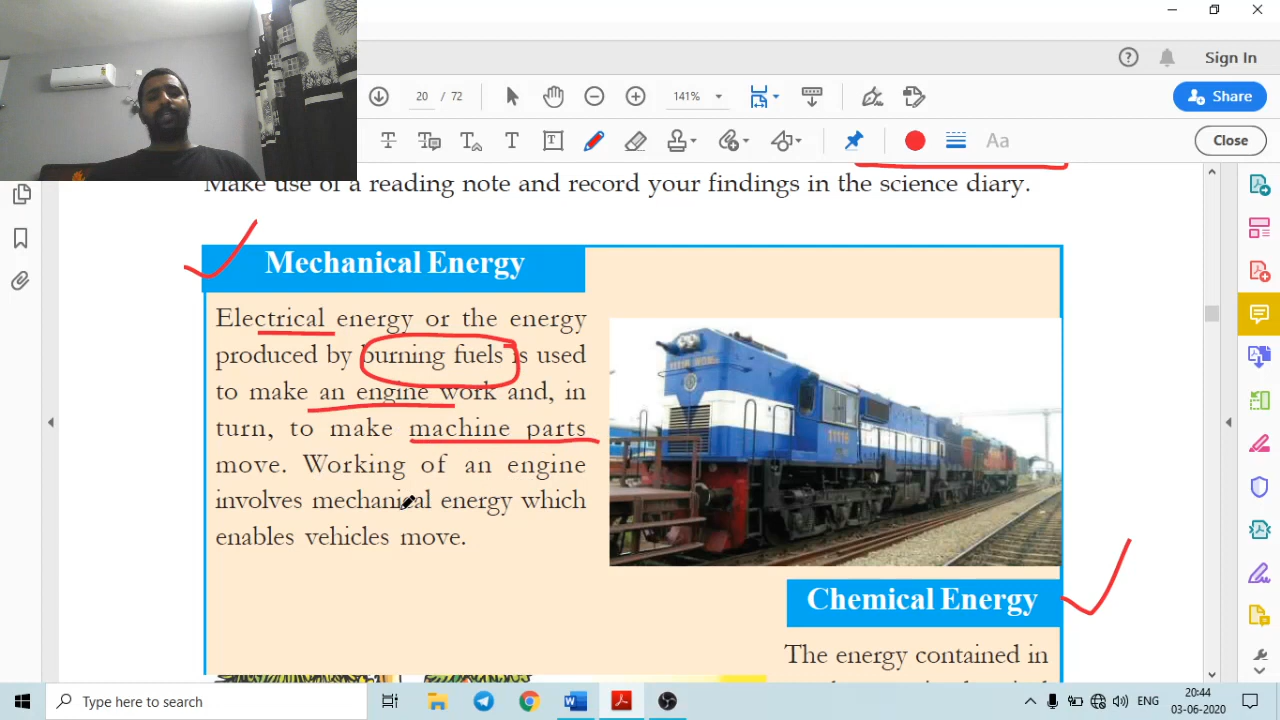 Sign In
20 / 72
141%
Share
Aa
Close
Make use of a reading note and record your findings in the science diary.
Mechanical Energy
Electrical energy or the energy
produced by burning fuels is used
to make an engine work and, in
turn, to make machine parts
move. Working of an engine
involves mechanical energy which
enables vehicles move.
11116
Chemical Energy
The energy contained in
Type here to search
ENG
20:44
03-06-2020